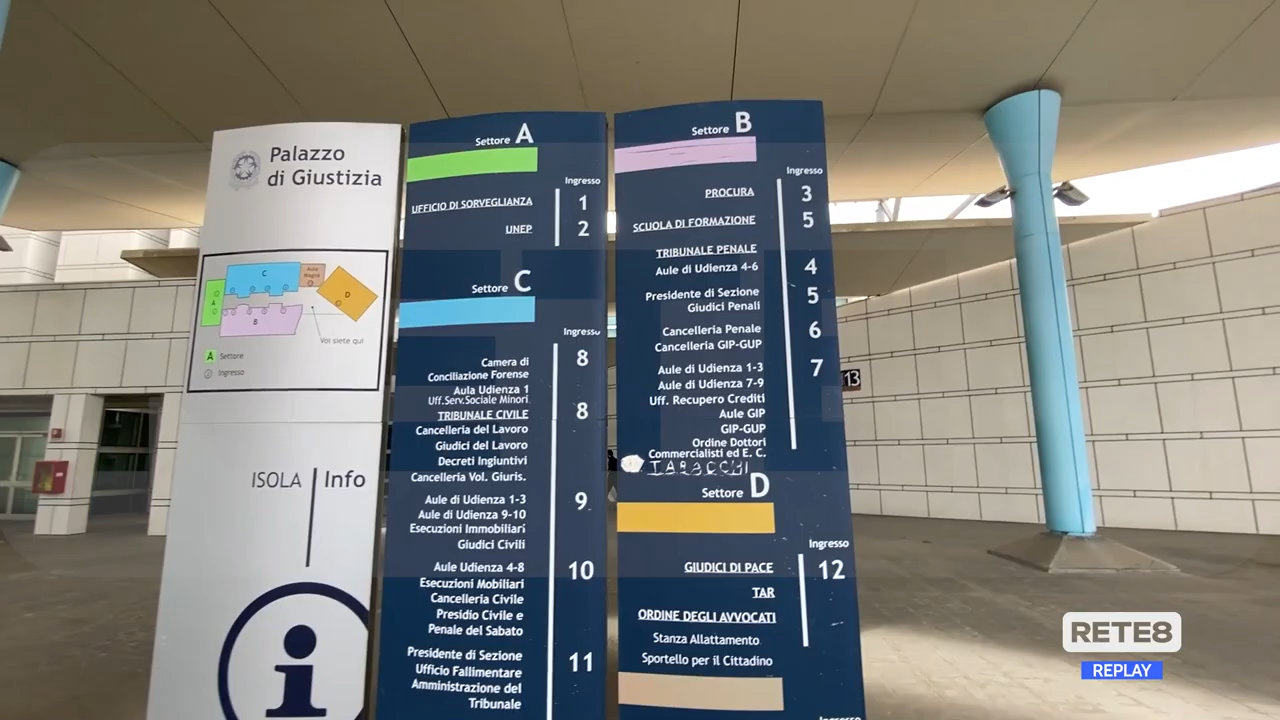 Palazzo
di Giustizia
C
Aula
Magna
D
A
B
Voi siete qui
A Settore
Ingresso
ISOLA Info
i
Settore A
Ingresso
UFFICIO DI SORVEGLIANZA 1
UNEP 2
Settore C
Ingresso
Camera di 8
Conciliazione Forense
Aula Udienza 1
Uff.Serv.Sociale Minori
TRIBUNALE CIVILE 8
Cancelleria del Lavoro
Giudici del Lavoro
Decreti Ingiuntivi
Cancelleria Vol. Giuris.
Aule di Udienza 1-3 9
Aule di Udienza 9-10
Esecuzioni Immobiliari
Giudici Civili
Aule Udienza 4-8 10
Esecuzioni Mobiliari
Cancelleria Civile
Presidio Civile e
Penale del Sabato
Presidente di Sezione 11
Ufficio Fallimentare
Amministrazione del
Tribunale
Settore B
Ingresso
PROCURA 3
SCUOLA DI FORMAZIONE 5
TRIBUNALE PENALE
Aule di Udienza 4-6 4
Presidente di Sezione 5
Giudici Penali
Cancelleria Penale 6
Cancelleria GIP-GUP
Aule di Udienza 1-3 7
Aule di Udienza 7-9
Uff. Recupero Crediti
Aule GIP
GIP-GUP
Ordine Dottori
Commercialisti ed E. C.
TABACCHI
Settore D
Ingresso
GIUDICI DI PACE 12
TAR
ORDINE DEGLI AVVOCATI
Stanza Allattamento
Sportello per il Cittadino
Ingresso
13
RETE8
REPLAY